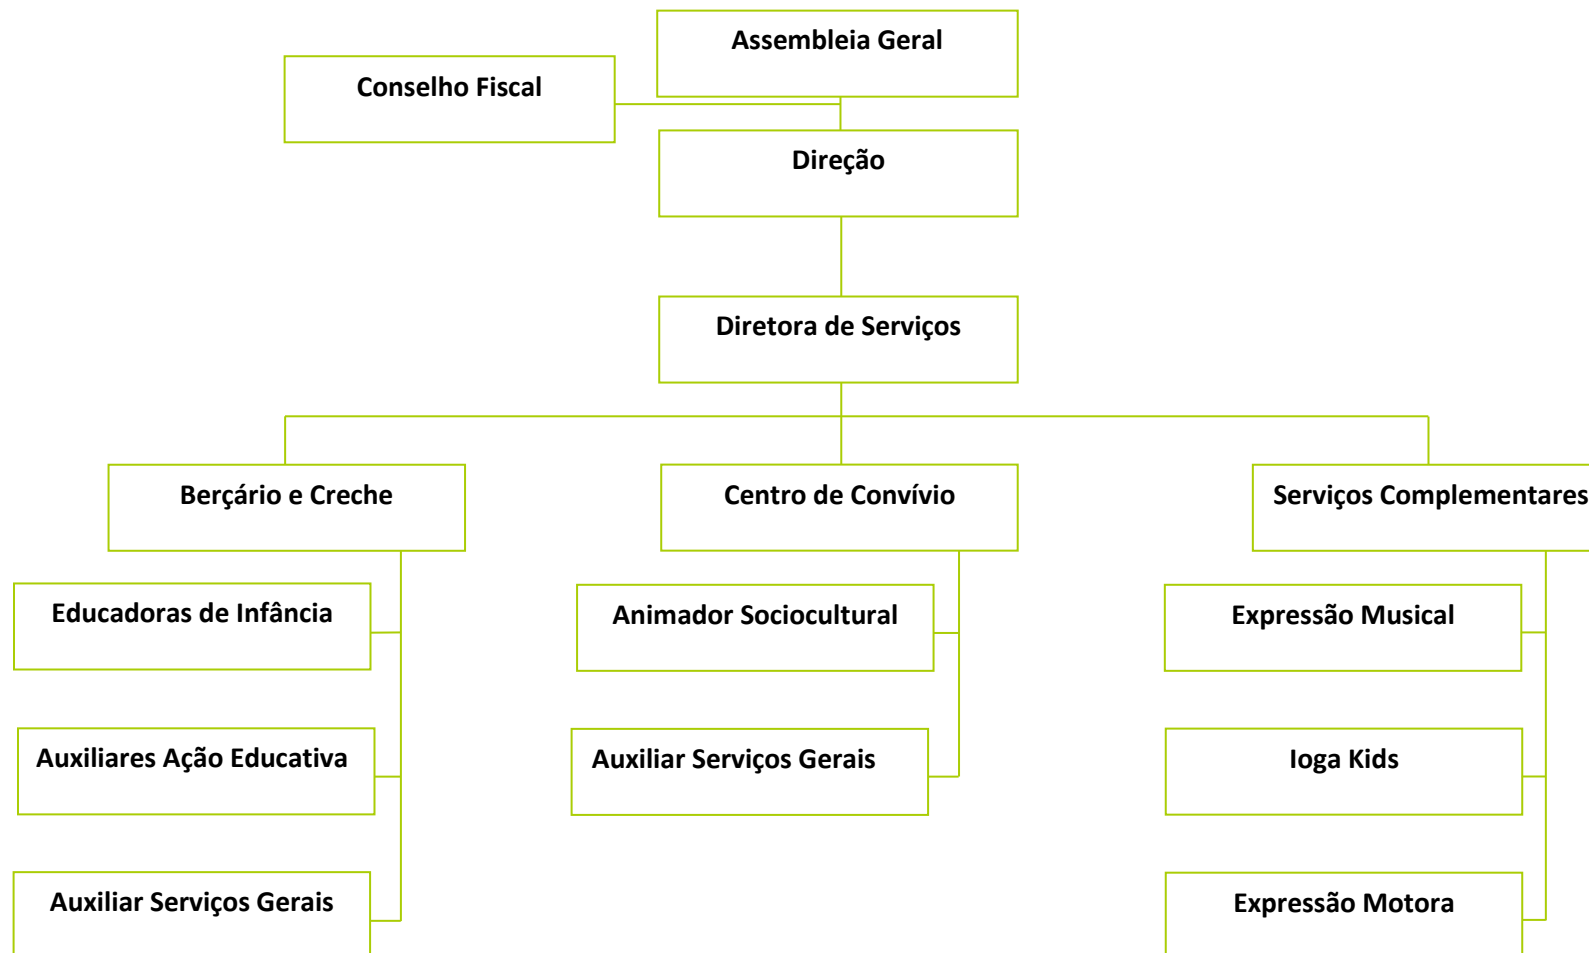 Assembleia Geral
Conselho Fiscal
Direção
Diretora de Serviços
Berçário e Creche
Centro de Convívio
Serviços Complementares
Educadoras de Infância
Animador Sociocultural
Expressão Musical
Auxiliares Ação Educativa
Auxiliar Serviços Gerais
Ioga Kids
Auxiliar Serviços Gerais
Expressão Motora